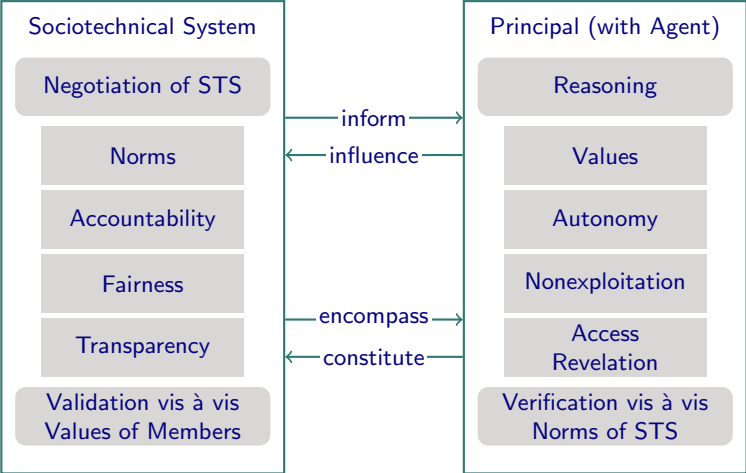 Sociotechnical System
Negotiation of STS
Norms
Accountability
Fairness
Transparency
Validation vis à vis
Values of Members
inform
influence
encompass
constitute
Principal (with Agent)
Reasoning
Values
Autonomy
Nonexploitation
Access
Revelation
Verification vis à vis
Norms of STS